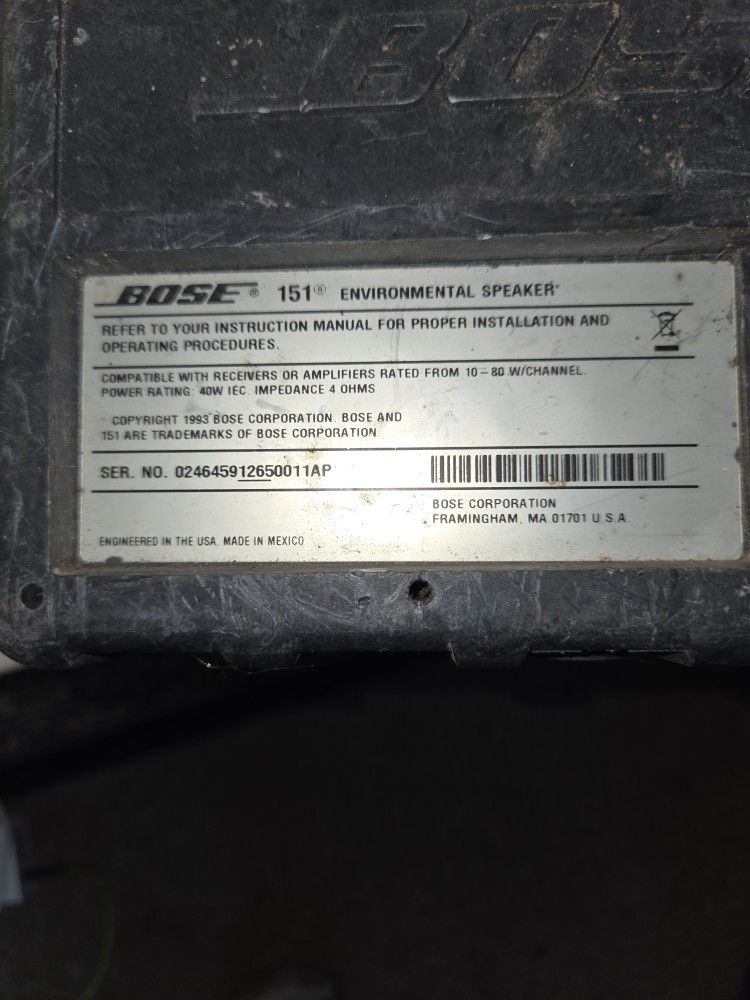 BOSE
BOSE® 151® ENVIRONMENTAL SPEAKER
REFER TO YOUR INSTRUCTION MANUAL FOR PROPER INSTALLATION AND
OPERATING PROCEDURES.
COMPATIBLE WITH RECEIVERS OR AMPLIFIERS RATED FROM 10-80 W/CHANNEL.
POWER RATING: 40W IEC. IMPEDANCE 4 OHMS
COPYRIGHT 1993 BOSE CORPORATION. BOSE AND
151 ARE TRADEMARKS OF BOSE CORPORATION.
SER. NO. 024645912650011AP
BOSE CORPORATION
FRAMINGHAM, MA 01701 U.S.A.
ENGINEERED IN THE USA. MADE IN MEXICO